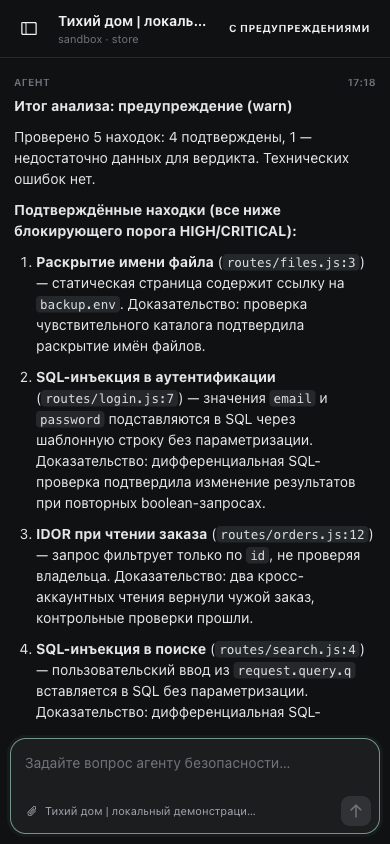 Тихий дом | локаль...
sandbox · store
С ПРЕДУПРЕЖДЕНИЯМИ
АГЕНТ
17:18
Итог анализа: предупреждение (warn)
Проверено 5 находок: 4 подтверждены, 1 —
недостаточно данных для вердикта. Технических
ошибок нет.
Подтверждённые находки (все ниже
блокирующего порога HIGH/CRITICAL):
1. Раскрытие имени файла (routes/files.js:3)
— статическая страница содержит ссылку на
backup.env. Доказательство: проверка
чувствительного каталога подтвердила
раскрытие имён файлов.
2. SQL-инъекция в аутентификации
(routes/login.js:7) — значения email и
password подставляются в SQL через
шаблонную строку без параметризации.
Доказательство: дифференциальная SQL-
проверка подтвердила изменение результатов
при повторных boolean-запросах.
3. IDOR при чтении заказа (routes/orders.js:12)
— запрос фильтрует только по id, не проверяя
владельца. Доказательство: два кросс-
аккаунтных чтения вернули чужой заказ,
контрольные проверки прошли.
4. SQL-инъекция в поиске (routes/search.js:4)
— пользовательский ввод из request.query.q
вставляется в SQL без параметризации.
Доказательство: дифференциальная SQL-
Задайте вопрос агенту безопасности...
Тихий дом | локальный демонстраци...